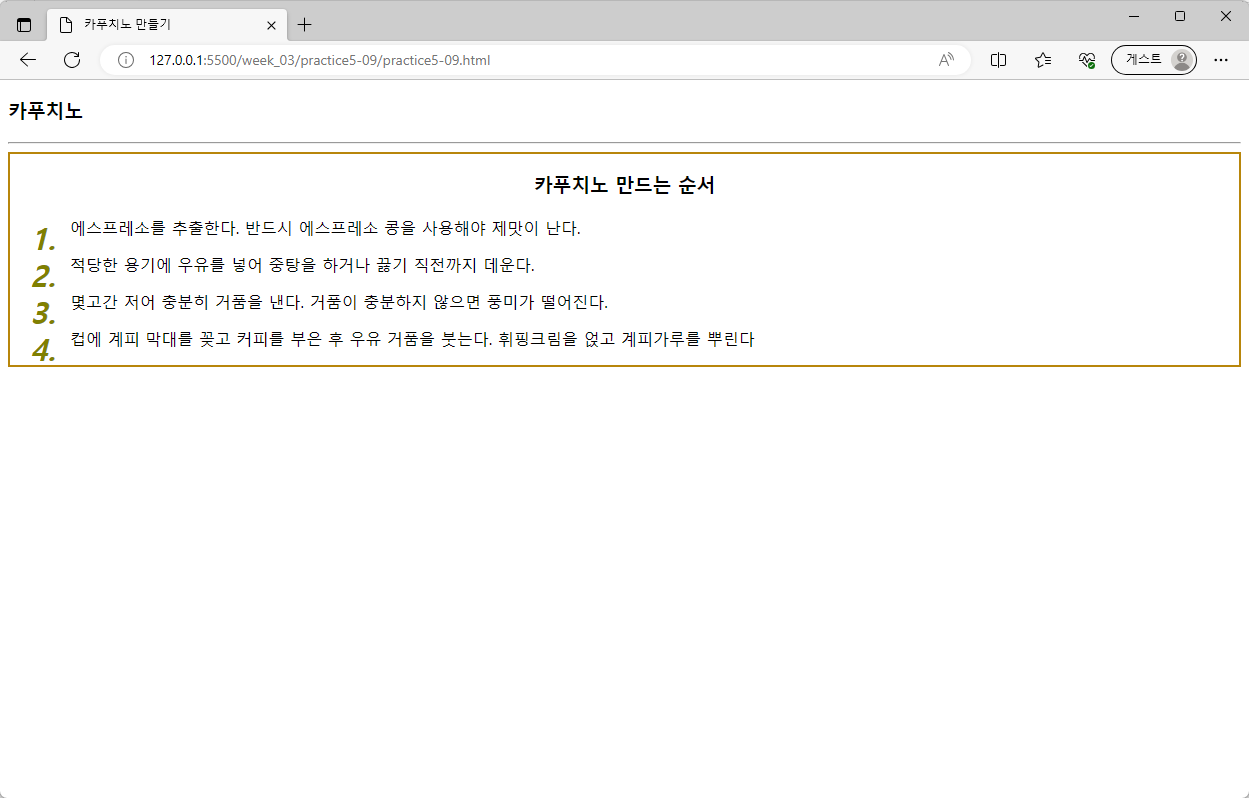 카푸치노 만들기
127.0.0.1:5500/week_03/practice5-09/practice5-09.html
게스트
카푸치노
카푸치노 만드는 순서
1. 에스프레소를 추출한다. 반드시 에스프레소 콩을 사용해야 제맛이 난다.
2. 적당한 용기에 우유를 넣어 중탕을 하거나 끓기 직전까지 데운다.
3. 몇고간 저어 충분히 거품을 낸다. 거품이 충분하지 않으면 풍미가 떨어진다.
4. 컵에 계피 막대를 꽂고 커피를 부은 후 우유 거품을 붓는다. 휘핑크림을 얹고 계피가루를 뿌린다